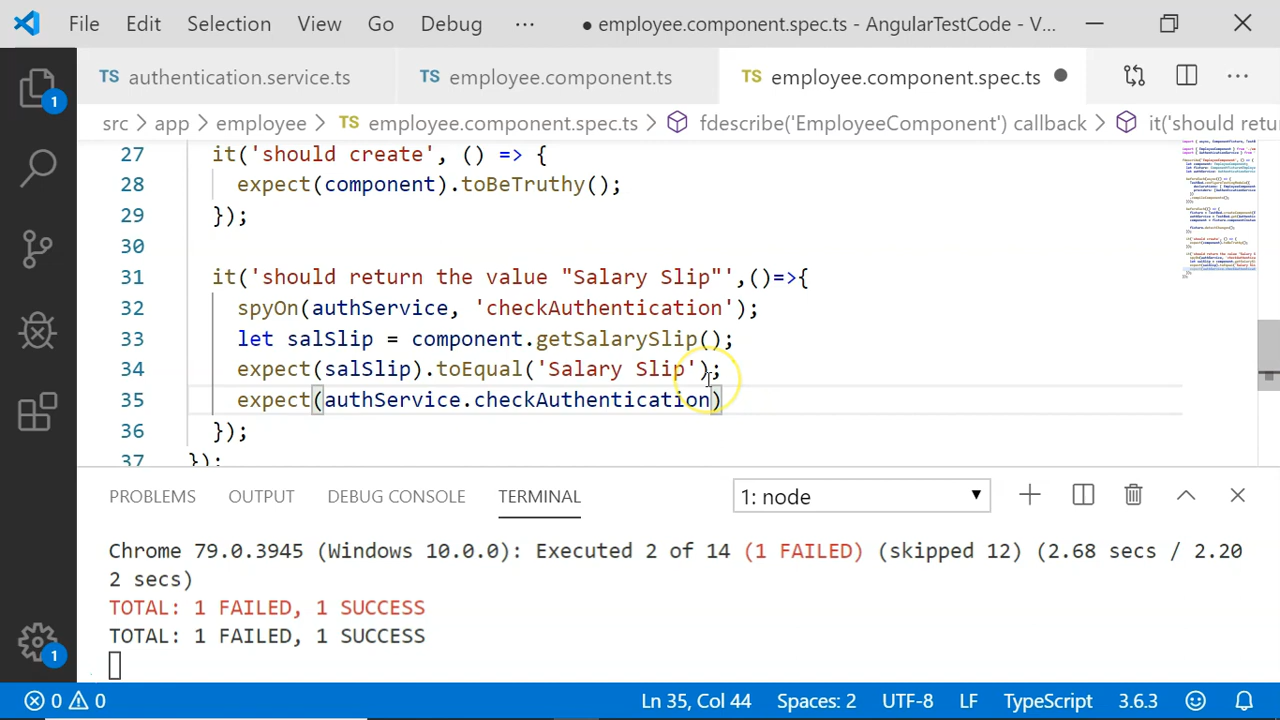 File Edit Selection View Go Debug ··· ● employee.component.spec.ts - AngularTestCode - V...
TS authentication.service.ts TS employee.component.ts TS employee.component.spec.ts
src > app > employee > TS employee.component.spec.ts > fdescribe('EmployeeComponent') callback > it('should retur
27 it('should create', () => {
28 expect(component).toBeTruthy();
29 });
30
31 it('should return the value "Salary Slip"',()=>{
32 spyOn(authService, 'checkAuthentication');
33 let salSlip = component.getSalarySlip();
34 expect(salSlip).toEqual('Salary Slip');
35 expect(authService.checkAuthentication)
36 });
37 });
1
1
PROBLEMS OUTPUT DEBUG CONSOLE TERMINAL 1: node
Chrome 79.0.3945 (Windows 10.0.0): Executed 2 of 14 (1 FAILED) (skipped 12) (2.68 secs / 2.20
2 secs)
TOTAL: 1 FAILED, 1 SUCCESS
TOTAL: 1 FAILED, 1 SUCCESS
0 0 Ln 35, Col 44 Spaces: 2 UTF-8 LF TypeScript 3.6.3